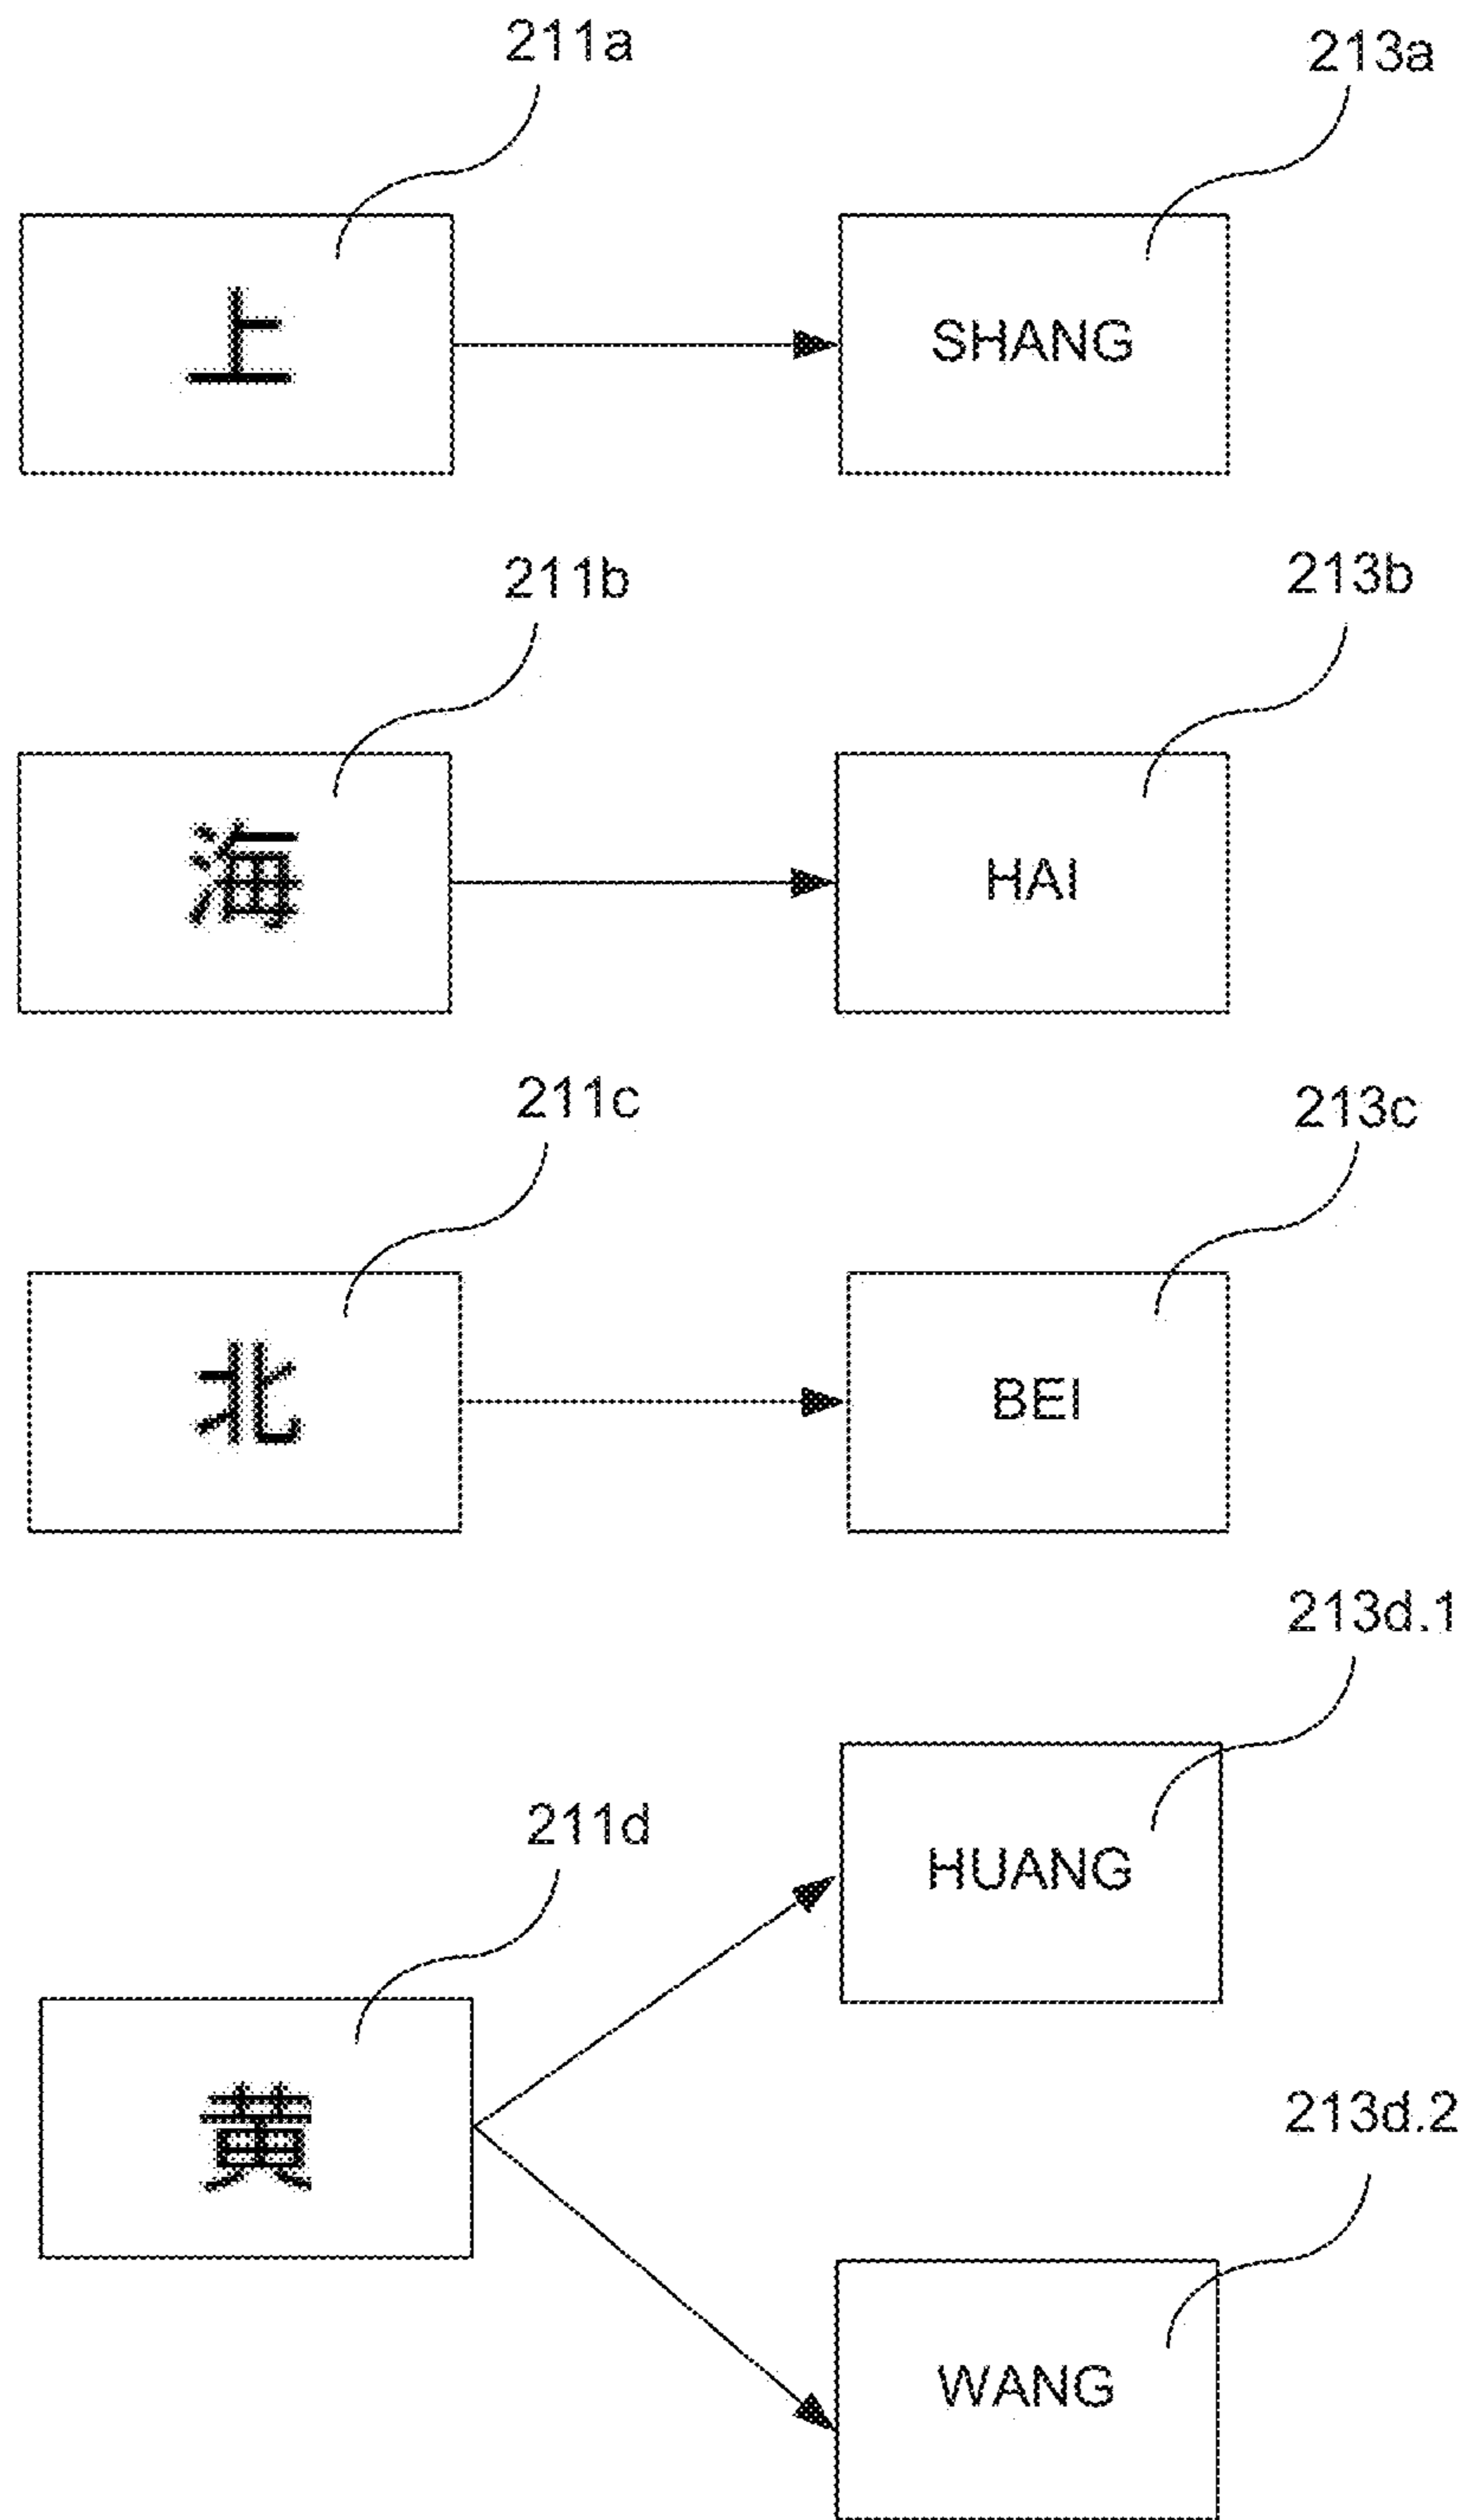 211a
213a
上
SHANG
211b
213b
海
HAI
211c
213c
北
BEI
213d.1
211d
HUANG
黄
213d.2
WANG